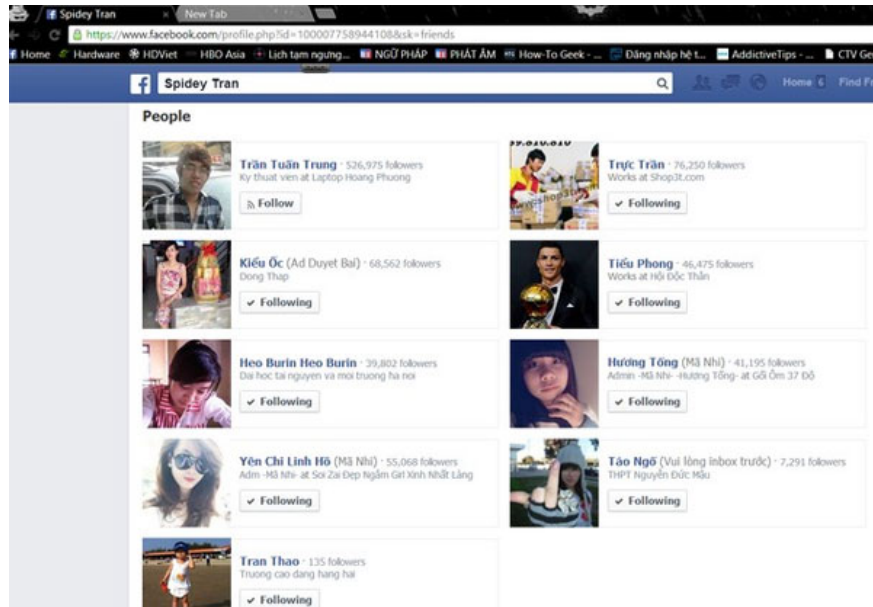 Spidey Tran
New Tab
https://www.facebook.com/profile.php?id=100007758944108&sk=friends
Home Hardware HDViet HBO Asia Lịch tạm ngưng... NGỮ PHÁP PHÁT ÂM How-To Geek - ... Đăng nhập hệ t... AddictiveTips - ... CTV Ge
Spidey Tran Home 6 Find Fr
People
Trần Tuấn Trung · 526,975 followers
Ky thuat vien at Laptop Hoang Phuong
Follow
Trực Trần · 76,250 followers
Works at Shop3t.com
Following
Kiều Ốc (Ad Duyet Bai) · 68,562 followers
Dong Thap
Following
Tiểu Phong · 46,475 followers
Works at Hội Độc Thân
Following
Heo Burin Heo Burin · 39,802 followers
Dai hoc tai nguyen va moi truong ha noi
Following
Hương Tống (Mã Nhi) · 41,195 followers
Admin -Mã Nhi- -Hương Tống- at Gối Ôm 37 Độ
Following
Yên Chi Linh Hồ (Mã Nhi) · 55,068 followers
Adm -Mã Nhi- at Soi Zai Đẹp Ngắm Girl Xinh Nhất Làng
Following
Táo Ngố (Vui lòng inbox trước) · 7,291 followers
THPT Nguyễn Đức Mậu
Following
Tran Thao · 135 followers
Truong cao dang hang hai
Following